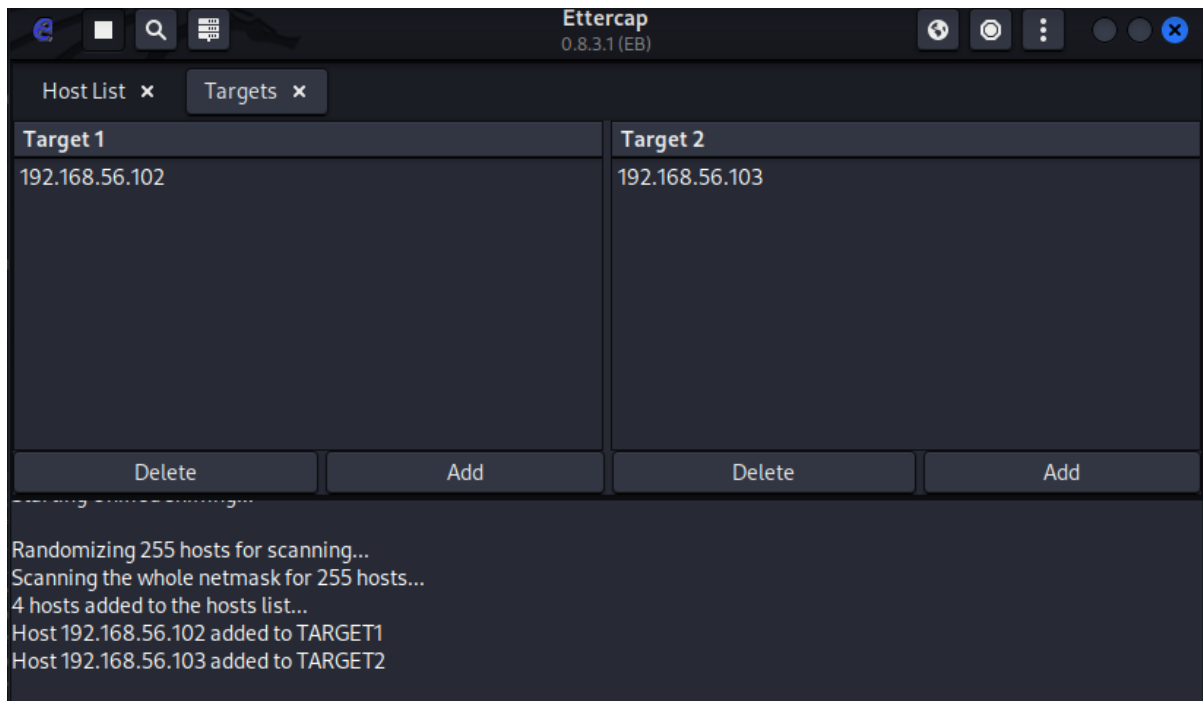 Ettercap
0.8.3.1 (EB)
Host List ×
Targets ×
Target 1
Target 2
192.168.56.102
192.168.56.103
Delete
Add
Delete
Add
Randomizing 255 hosts for scanning...
Scanning the whole netmask for 255 hosts...
4 hosts added to the hosts list...
Host 192.168.56.102 added to TARGET1
Host 192.168.56.103 added to TARGET2